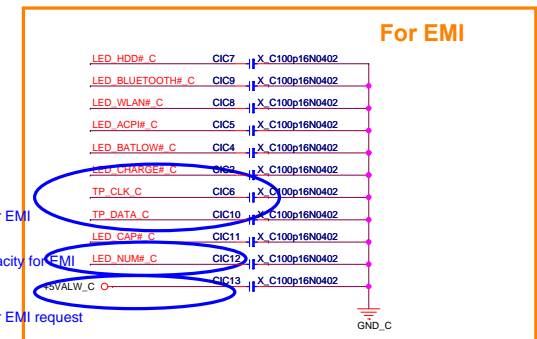 For EMI
LED_HDD#_C CIC7 X_C100p16N0402
LED_BLUETOOTH#_C CIC9 X_C100p16N0402
LED_WLAN#_C CIC8 X_C100p16N0402
LED_ACPI#_C CIC5 X_C100p16N0402
LED_BATLOW#_C CIC4 X_C100p16N0402
LED_CHARGE#_C CIC2 X_C100p16N0402
TP_CLK_C CIC6 X_C100p16N0402
r EMI TP_DATA_C CIC10 X_C100p16N0402
LED_CAP#_C CIC11 X_C100p16N0402
acity for EMI LED_NUM#_C CIC12 X_C100p16N0402
+5VALW_C CIC13 X_C100p16N0402
r EMI request
GND_C